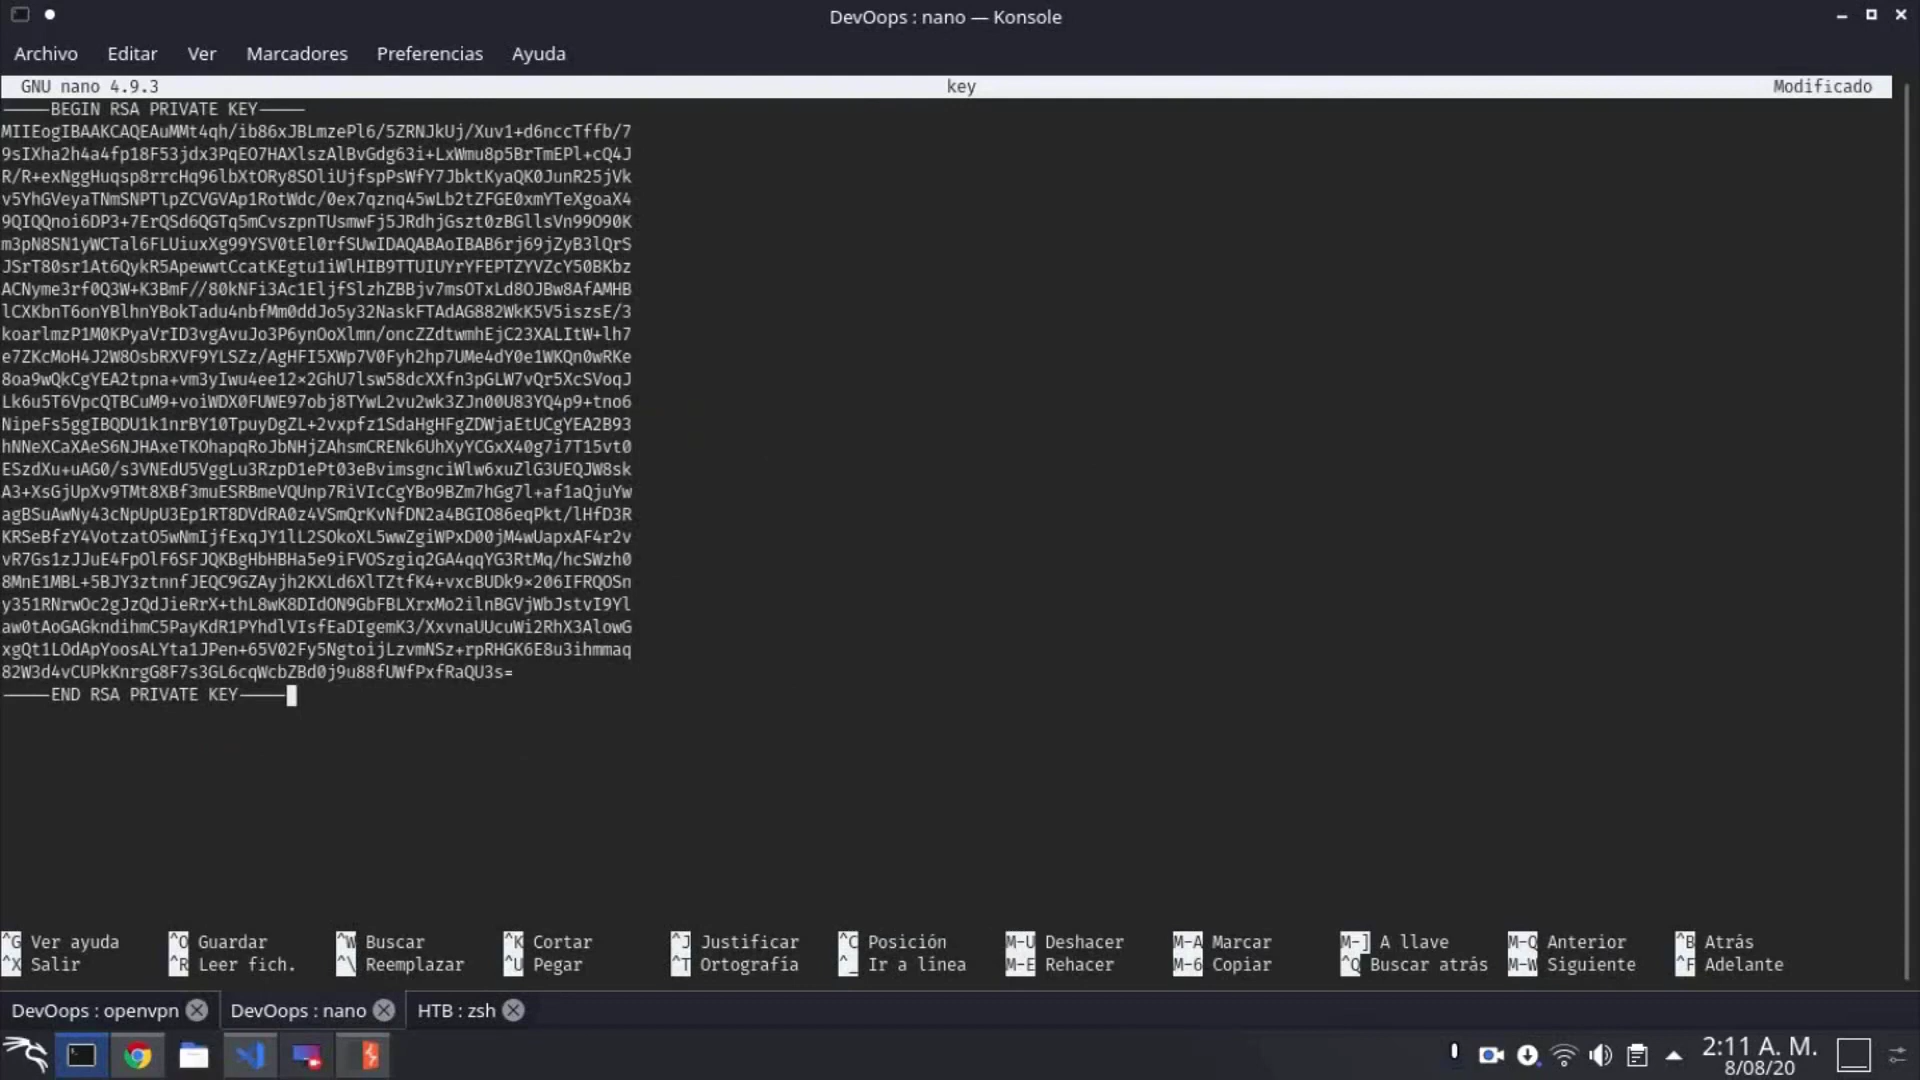 DevOops : nano — Konsole
Archivo Editar Ver Marcadores Preferencias Ayuda
GNU nano 4.9.3 key Modificado
-----BEGIN RSA PRIVATE KEY-----
MIIEogIBAAKCAQEAuMMt4qh/ib86xJBLmzePl6/5ZRNJkUj/Xuv1+d6nccTffb/7
9sIXha2h4a4fp18F53jdx3PqEO7HAXlszAlBvGdg63i+LxWmu8p5BrTmEPl+cQ4J
R/R+exNggHuqsp8rrcHq96lbXtORy8SOliUjfspPsWfY7JbktKyaQK0JunR25jVk
v5YhGVeyaTNmSNPTlpZCVGVAp1RotWdc/0ex7qznq45wLb2tZFGE0xmYTeXgoaX4
9QIQQnoi6DP3+7ErQSd6QGTq5mCvszpnTUsmwFj5JRdhjGszt0zBGllsVn99O90K
m3pN8SN1yWCTal6FLUiuxXg99YSV0tEl0rfSUwIDAQABAoIBAB6rj69jZyB3lQrS
JSrT80sr1At6QykR5ApewwtCcatKEgtu1iWlHIB9TTUIUYrYFEPTZYVZcY50BKbz
ACNyme3rf0Q3W+K3BmF//80kNFi3Ac1EljfSlzhZBBjv7msOTxLd8OJBw8AfAMHB
lCXKbnT6onYBlhnYBokTadu4nbfMm0ddJo5y32NaskFTAdAG882WkK5V5iszsE/3
koarlmzP1M0KPyaVrID3vgAvuJo3P6ynOoXlmn/oncZZdtwmhEjC23XALItW+lh7
e7ZKcMoH4J2W8OsbRXVF9YLSZz/AgHFI5XWp7V0Fyh2hp7UMe4dY0e1WKQn0wRKe
8oa9wQkCgYEA2tpna+vm3yIwu4ee12×2GhU7lsw58dcXXfn3pGLW7vQr5XcSVoqJ
Lk6u5T6VpcQTBCuM9+voiWDX0FUWE97obj8TYwL2vu2wk3ZJn00U83YQ4p9+tno6
NipeFs5ggIBQDU1k1nrBY10TpuyDgZL+2vxpfz1SdaHgHFgZDWjaEtUCgYEA2B93
hNNeXCaXAeS6NJHAxeTKOhapqRoJbNHjZAhsmCRENk6UhXyYCGxX40g7i7T15vt0
ESzdXu+uAG0/s3VNEdU5VggLu3RzpD1ePt03eBvimsgnciWlw6xuZlG3UEQJW8sk
A3+XsGjUpXv9TMt8XBf3muESRBmeVQUnp7RiVIcCgYBo9BZm7hGg7l+af1aQjuYw
agBSuAwNy43cNpUpU3Ep1RT8DVdRA0z4VSmQrKvNfDN2a4BGIO86eqPkt/lHfD3R
KRSeBfzY4VotzatO5wNmIjfExqJY1lL2SOkoXL5wwZgiWPxD00jM4wUapxAF4r2v
vR7Gs1zJJuE4FpOlF6SFJQKBgHbHBHa5e9iFVOSzgiq2GA4qqYG3RtMq/hcSWzh0
8MnE1MBL+5BJY3ztnnfJEQC9GZAyjh2KXLd6XlTZtfK4+vxcBUDk9×206IFRQOSn
y351RNrwOc2gJzQdJieRrX+thL8wK8DIdON9GbFBLXrxMo2ilnBGVjWbJstvI9Yl
aw0tAoGAGkndihmC5PayKdR1PYhdlVIsfEaDIgemK3/XxvnaUUcuWi2RhX3AlowG
xgQt1LOdApYoosALYta1JPen+65V02Fy5NgtoijLzvmNSz+rpRHGK6E8u3ihmmaq
82W3d4vCUPkKnrgG8F7s3GL6cqWcbZBd0j9u88fUWfPxfRaQU3s=
-----END RSA PRIVATE KEY-----
^G Ver ayuda ^O Guardar ^W Buscar ^K Cortar ^J Justificar ^C Posición M-U Deshacer M-A Marcar M-] A llave M-Q Anterior ^B Atrás
^X Salir ^R Leer fich. ^\ Reemplazar ^U Pegar ^T Ortografía ^_ Ir a línea M-E Rehacer M-6 Copiar ^Q Buscar atrás M-W Siguiente ^F Adelante
DevOops : openvpn DevOops : nano HTB : zsh
2:11 A. M.
8/08/20